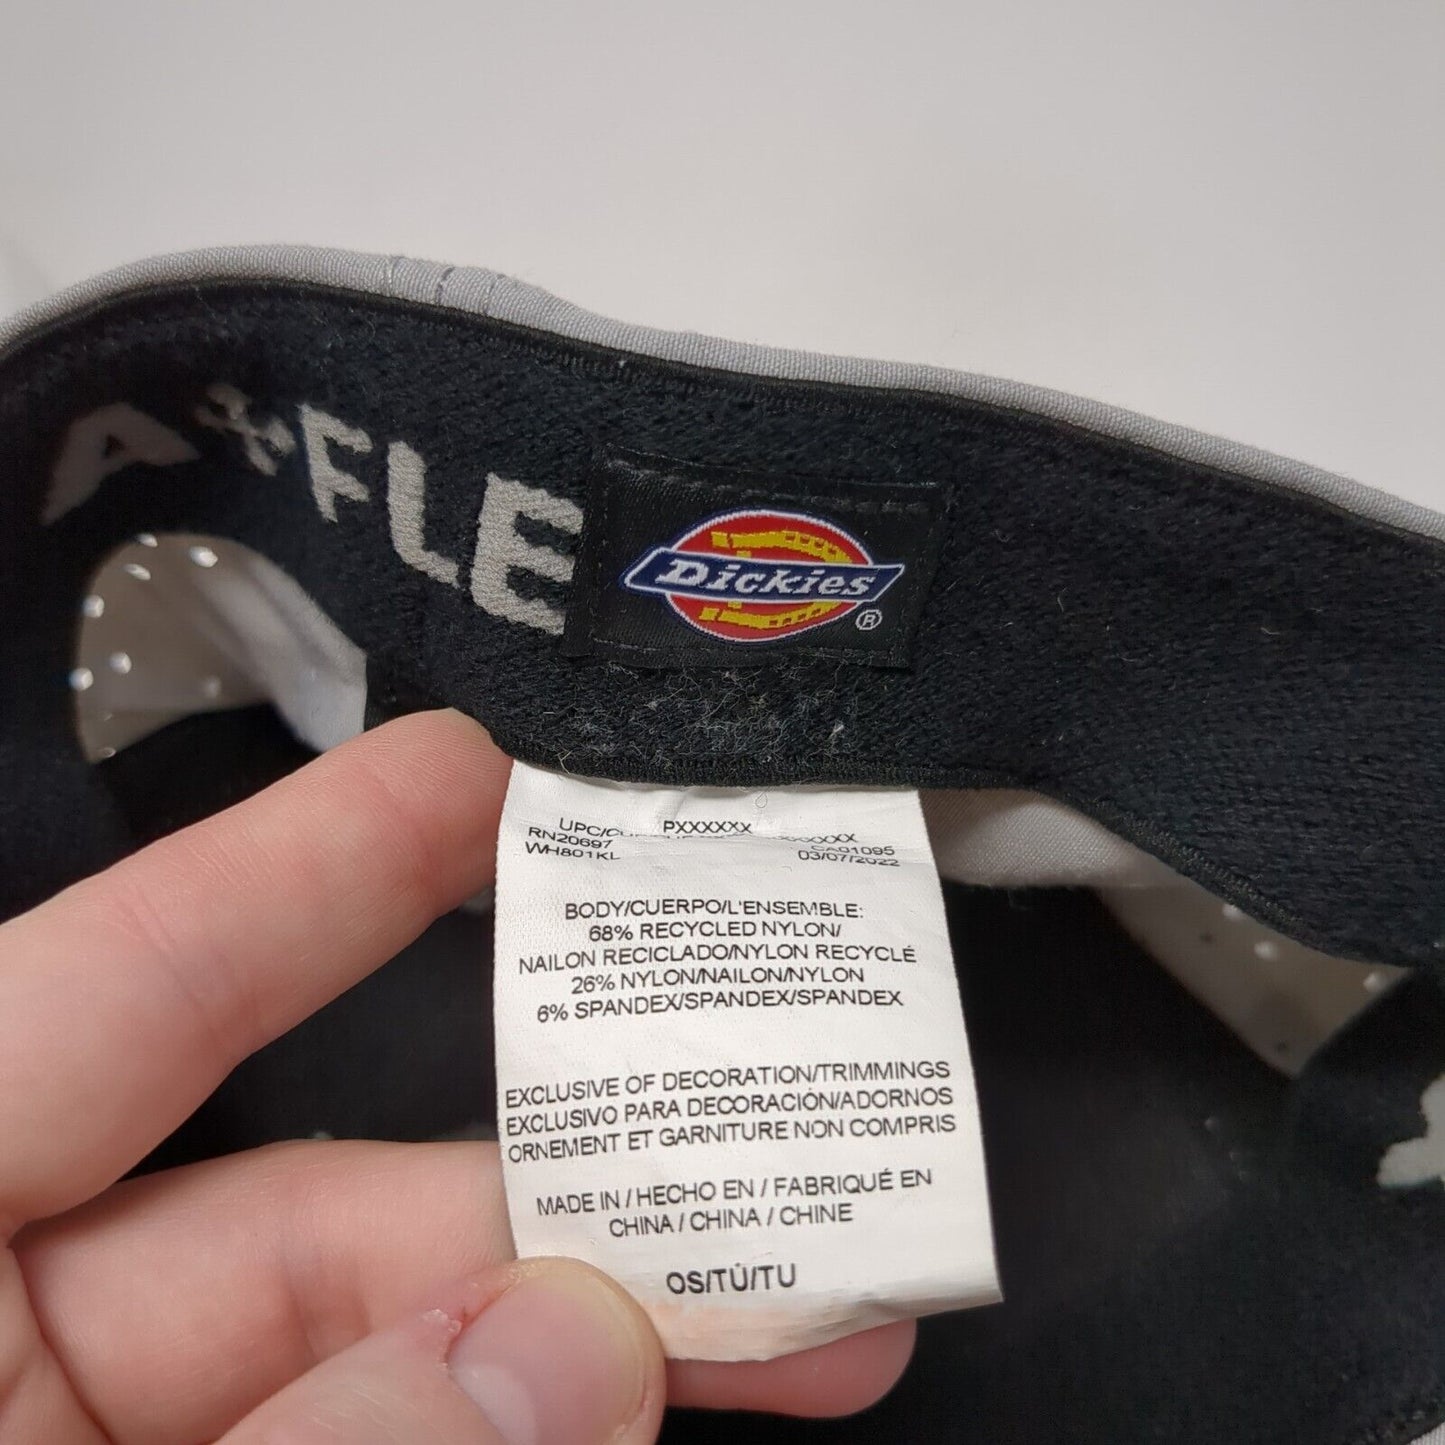 A FLE
Dickies
®
PXXXXXX
RN20697
WH801KL
CA01095
03/07/2022
BODY/CUERPO/L'ENSEMBLE:
68% RECYCLED NYLON/
NAILON RECICLADO/NYLON RECYCLÉ
26% NYLON/NAILON/NYLON
6% SPANDEX/SPANDEX/SPANDEX
EXCLUSIVE OF DECORATION/TRIMMINGS
EXCLUSIVO PARA DECORACIÓN/ADORNOS
ORNEMENT ET GARNITURE NON COMPRIS
MADE IN / HECHO EN / FABRIQUÉ EN
CHINA / CHINA / CHINE
OS/TÚ/TU